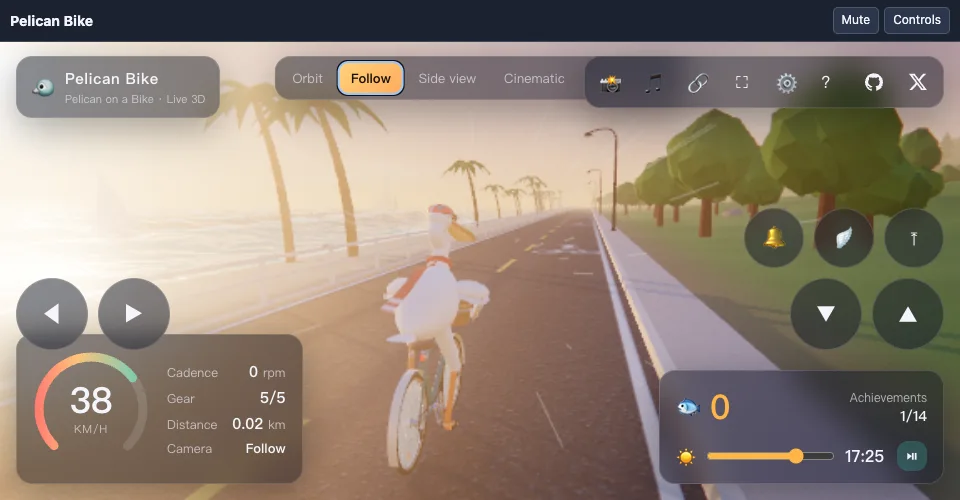 Pelican Bike
Mute
Controls
Pelican Bike
Pelican on a Bike · Live 3D
Orbit
Follow
Side view
Cinematic
?
38
KM/H
Cadence 0 rpm
Gear 5/5
Distance 0.02 km
Camera Follow
0
Achievements
1/14
17:25